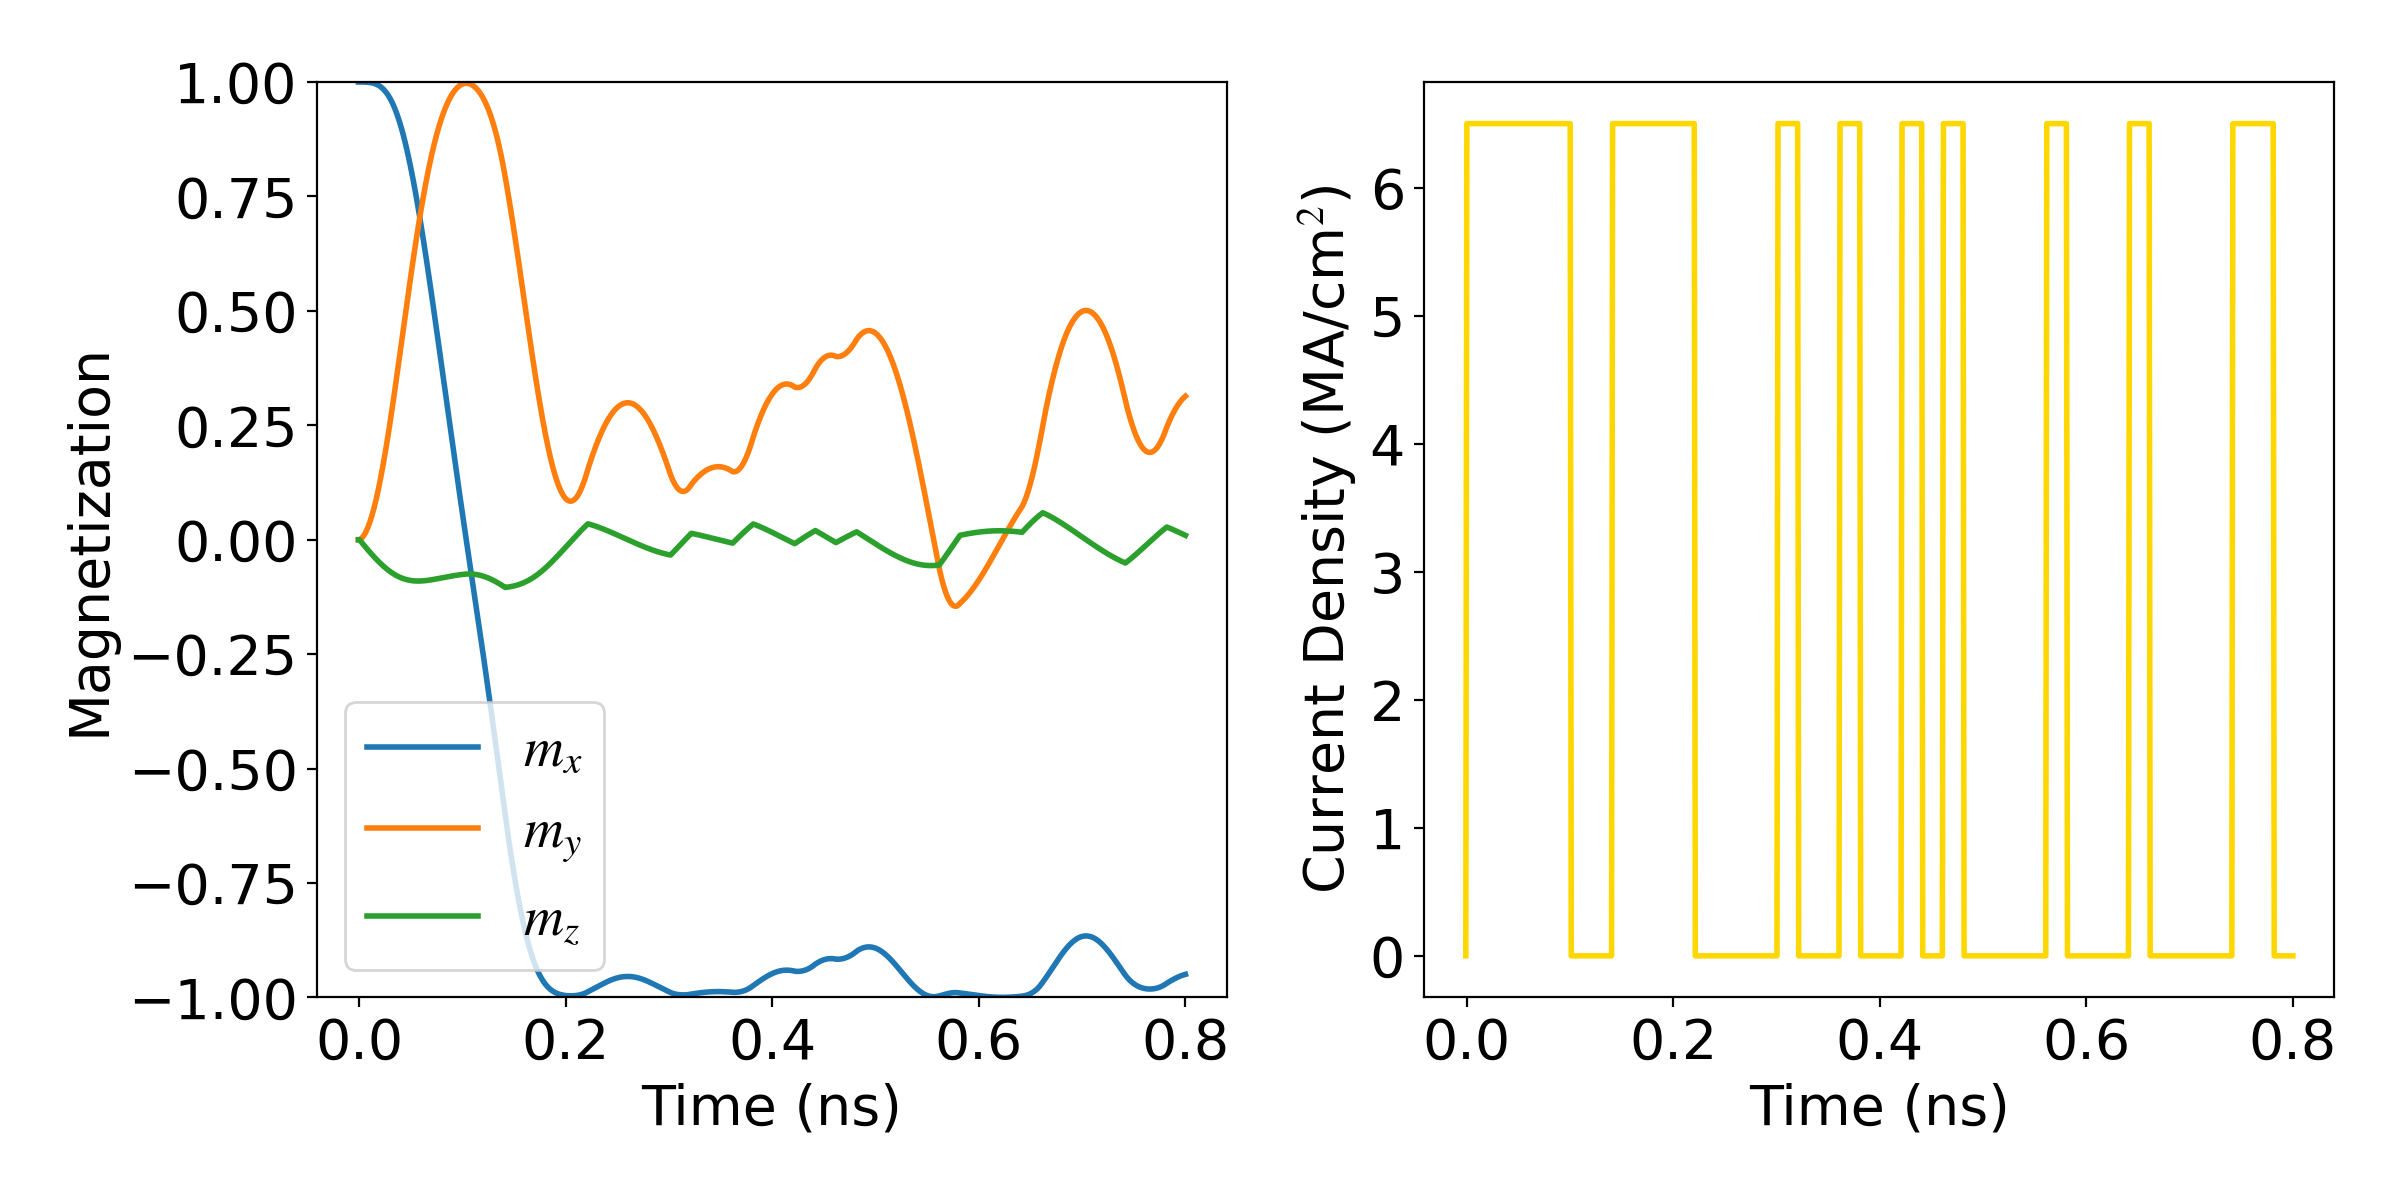 Magnetization
1.00
0.75
0.50
0.25
0.00
−0.25
−0.50
−0.75
−1.00
m_x
m_y
m_z
0.0 0.2 0.4 0.6 0.8
Time (ns)
Current Density (MA/cm²)
6
5
4
3
2
1
0
0.0 0.2 0.4 0.6 0.8
Time (ns)